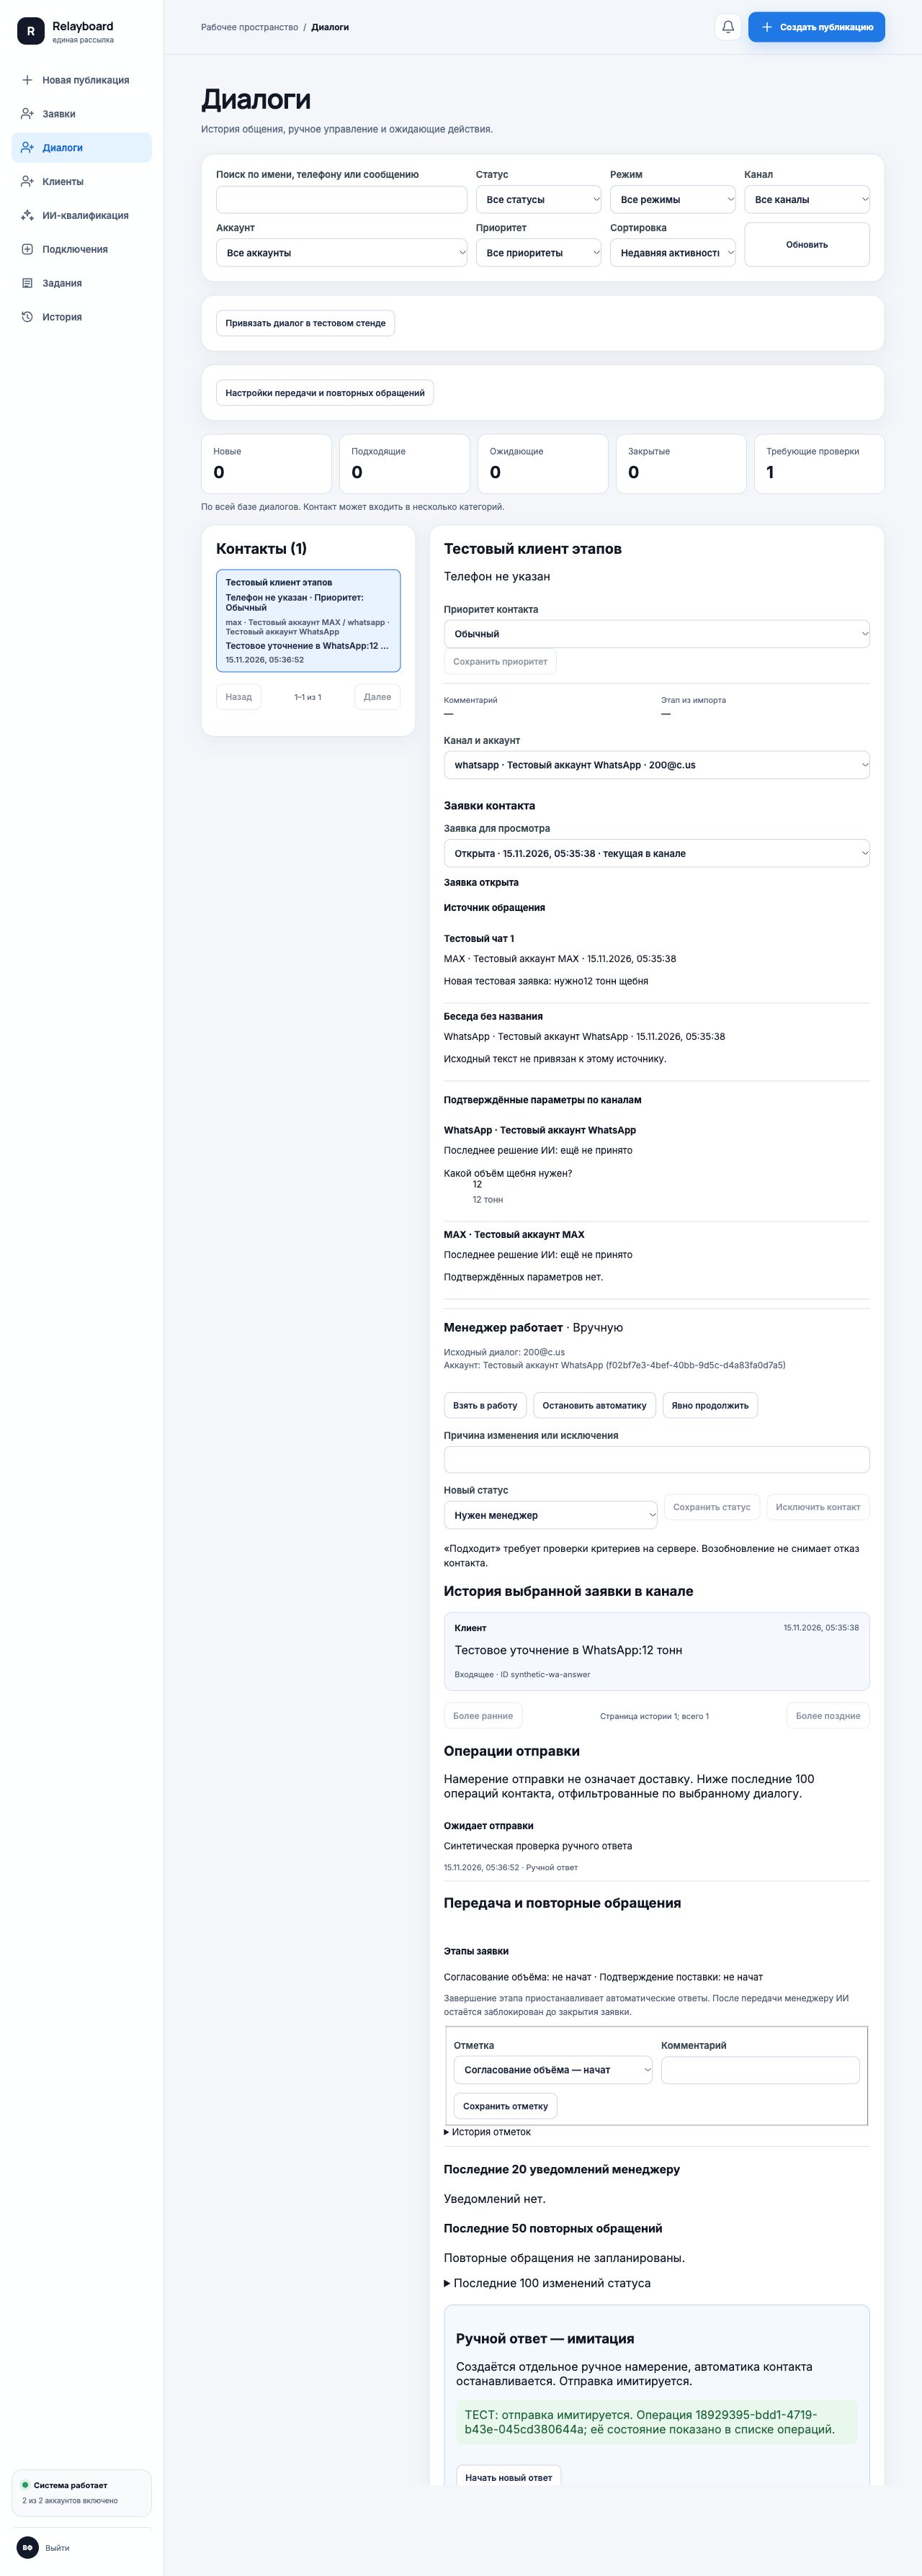 R
Relayboard
единая рассылка
Новая публикация
Заявки
Диалоги
Клиенты
ИИ-квалификация
Подключения
Задания
История
Система работает
2 из 2 аккаунтов включено
ВФ
Выйти
Рабочее пространство / Диалоги
Создать публикацию
Диалоги
История общения, ручное управление и ожидающие действия.
Поиск по имени, телефону или сообщению
Статус
Режим
Канал
Все статусы
Все режимы
Все каналы
Аккаунт
Приоритет
Сортировка
Обновить
Все аккаунты
Все приоритеты
Недавняя активность
Привязать диалог в тестовом стенде
Настройки передачи и повторных обращений
Новые
0
Подходящие
0
Ожидающие
0
Закрытые
0
Требующие проверки
1
По всей базе диалогов. Контакт может входить в несколько категорий.
Контакты (1)
Тестовый клиент этапов
Телефон не указан · Приоритет:
Обычный
max · Тестовый аккаунт MAX / whatsapp ·
Тестовый аккаунт WhatsApp
Тестовое уточнение в WhatsApp:12 ...
15.11.2026, 05:36:52
Назад
1–1 из 1
Далее
Тестовый клиент этапов
Телефон не указан
Приоритет контакта
Обычный
Сохранить приоритет
Комментарий
—
Этап из импорта
—
Канал и аккаунт
whatsapp · Тестовый аккаунт WhatsApp · 200@c.us
Заявки контакта
Заявка для просмотра
Открыта · 15.11.2026, 05:35:38 · текущая в канале
Заявка открыта
Источник обращения
Тестовый чат 1
MAX · Тестовый аккаунт MAX · 15.11.2026, 05:35:38
Новая тестовая заявка: нужно12 тонн щебня
Беседа без названия
WhatsApp · Тестовый аккаунт WhatsApp · 15.11.2026, 05:35:38
Исходный текст не привязан к этому источнику.
Подтверждённые параметры по каналам
WhatsApp · Тестовый аккаунт WhatsApp
Последнее решение ИИ: ещё не принято
Какой объём щебня нужен?
12
12 тонн
MAX · Тестовый аккаунт MAX
Последнее решение ИИ: ещё не принято
Подтверждённых параметров нет.
Менеджер работает · Вручную
Исходный диалог: 200@c.us
Аккаунт: Тестовый аккаунт WhatsApp (f02bf7e3-4bef-40bb-9d5c-d4a83fa0d7a5)
Взять в работу
Остановить автоматику
Явно продолжить
Причина изменения или исключения
Новый статус
Нужен менеджер
Сохранить статус
Исключить контакт
«Подходит» требует проверки критериев на сервере. Возобновление не снимает отказ
контакта.
История выбранной заявки в канале
Клиент
15.11.2026, 05:35:38
Тестовое уточнение в WhatsApp:12 тонн
Входящее · ID synthetic-wa-answer
Более ранние
Страница истории 1; всего 1
Более поздние
Операции отправки
Намерение отправки не означает доставку. Ниже последние 100
операций контакта, отфильтрованные по выбранному диалогу.
Ожидает отправки
Синтетическая проверка ручного ответа
15.11.2026, 05:36:52 · Ручной ответ
Передача и повторные обращения
Этапы заявки
Согласование объёма: не начат · Подтверждение поставки: не начат
Завершение этапа приостанавливает автоматические ответы. После передачи менеджеру ИИ
остаётся заблокирован до закрытия заявки.
Отметка
Комментарий
Согласование объёма — начат
Сохранить отметку
История отметок
Последние 20 уведомлений менеджеру
Уведомлений нет.
Последние 50 повторных обращений
Повторные обращения не запланированы.
Последние 100 изменений статуса
Ручной ответ — имитация
Создаётся отдельное ручное намерение, автоматика контакта
останавливается. Отправка имитируется.
ТЕСТ: отправка имитируется. Операция 18929395-bdd1-4719-
b43e-045cd380644a; её состояние показано в списке операций.
Начать новый ответ